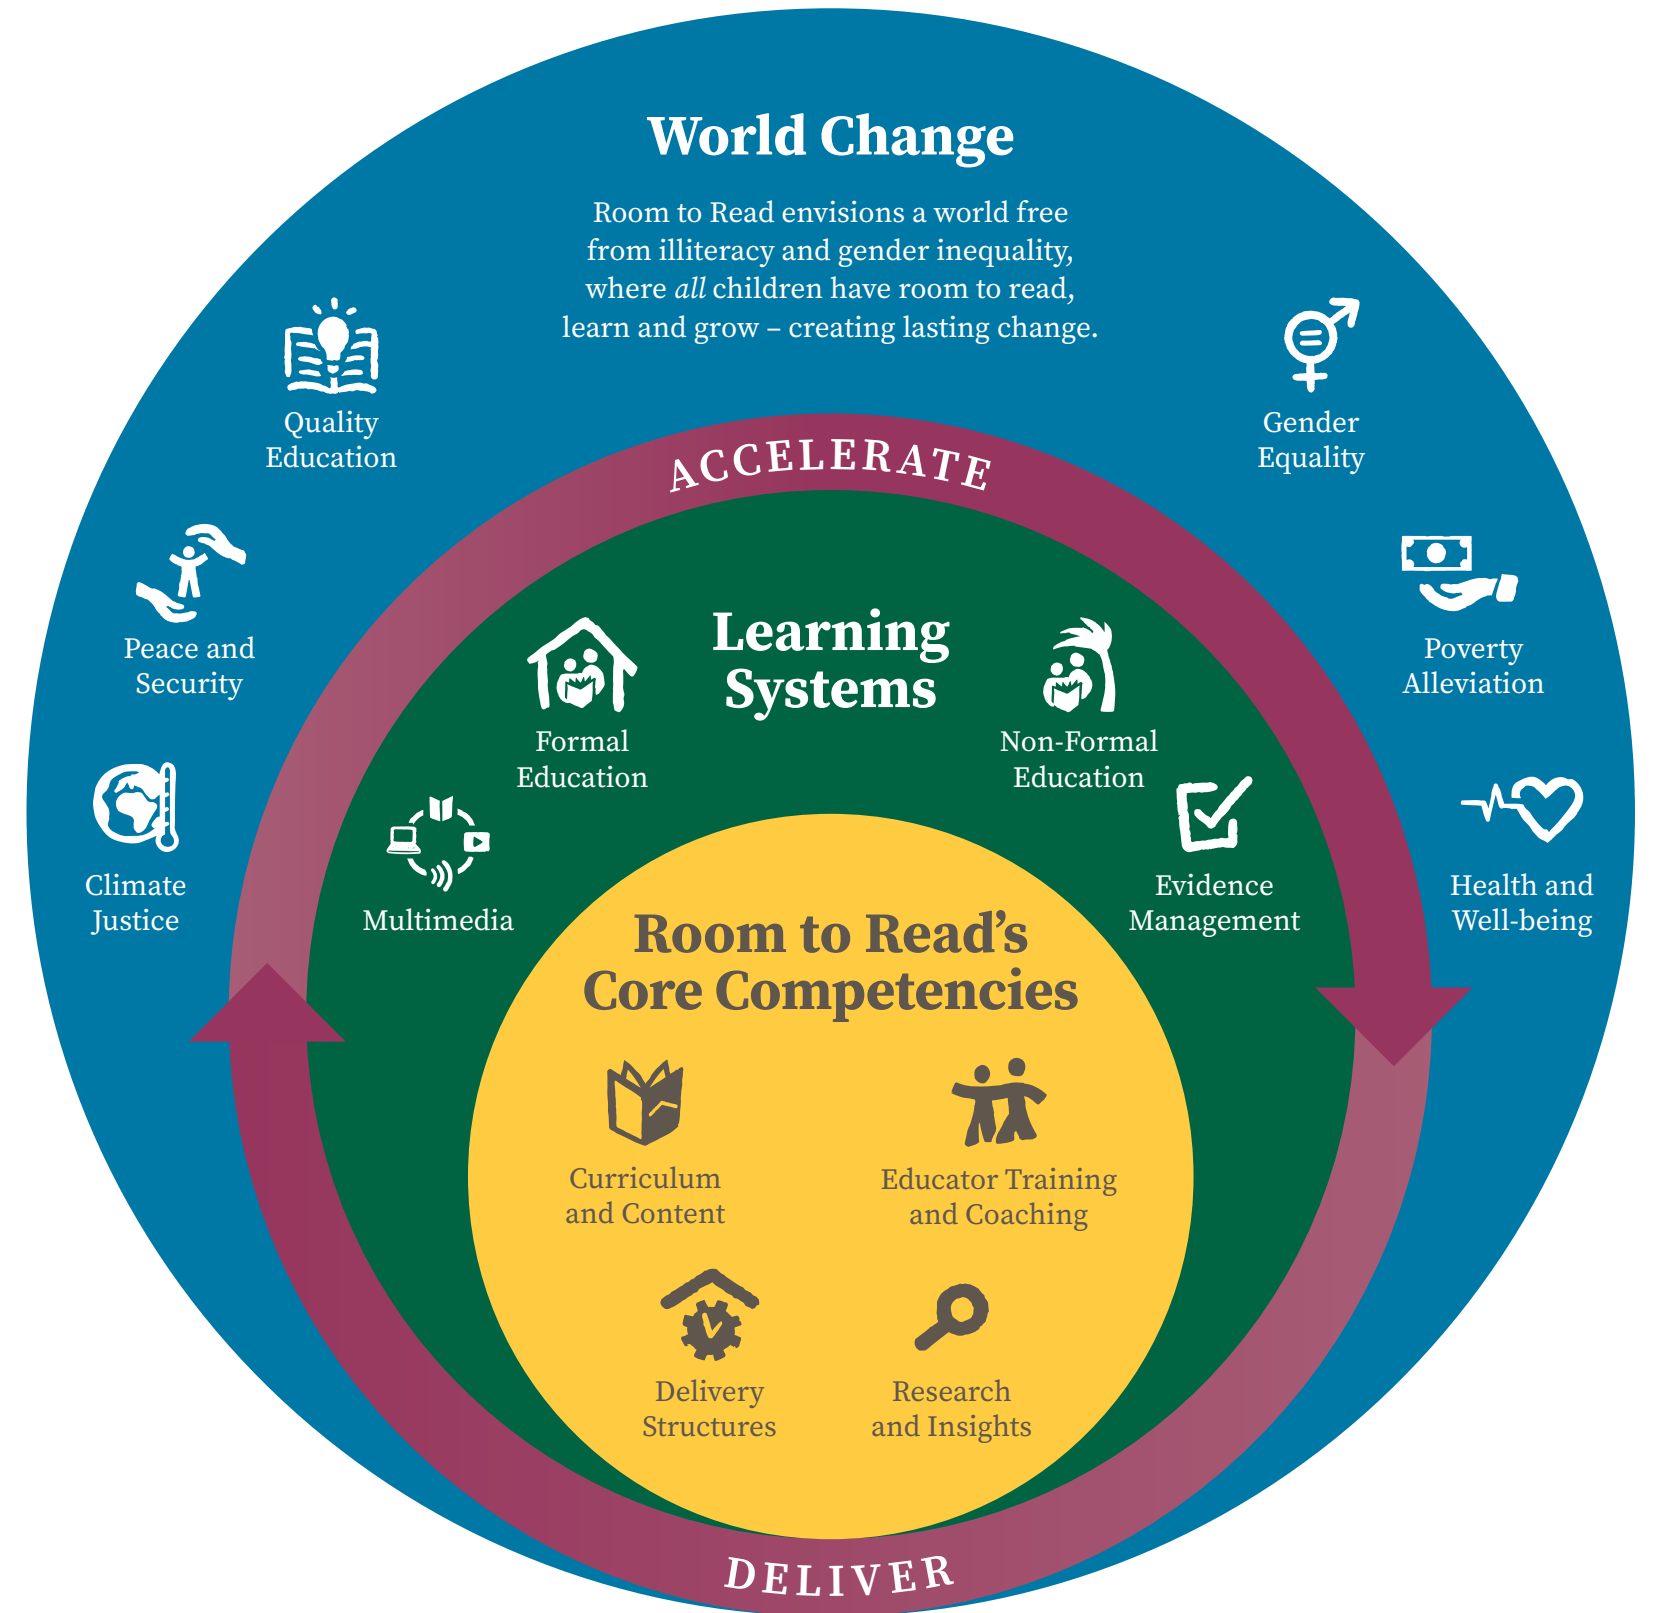 World Change
Room to Read envisions a world free
from illiteracy and gender inequality,
where all children have room to read,
learn and grow – creating lasting change.
Quality
Education
Gender
Equality
Peace and
Security
Poverty
Alleviation
Climate
Justice
Health and
Well-being
ACCELERATE
Learning
Systems
Formal
Education
Non-Formal
Education
Multimedia
Evidence
Management
Room to Read’s
Core Competencies
Curriculum
and Content
Educator Training
and Coaching
Delivery
Structures
Research
and Insights
DELIVER